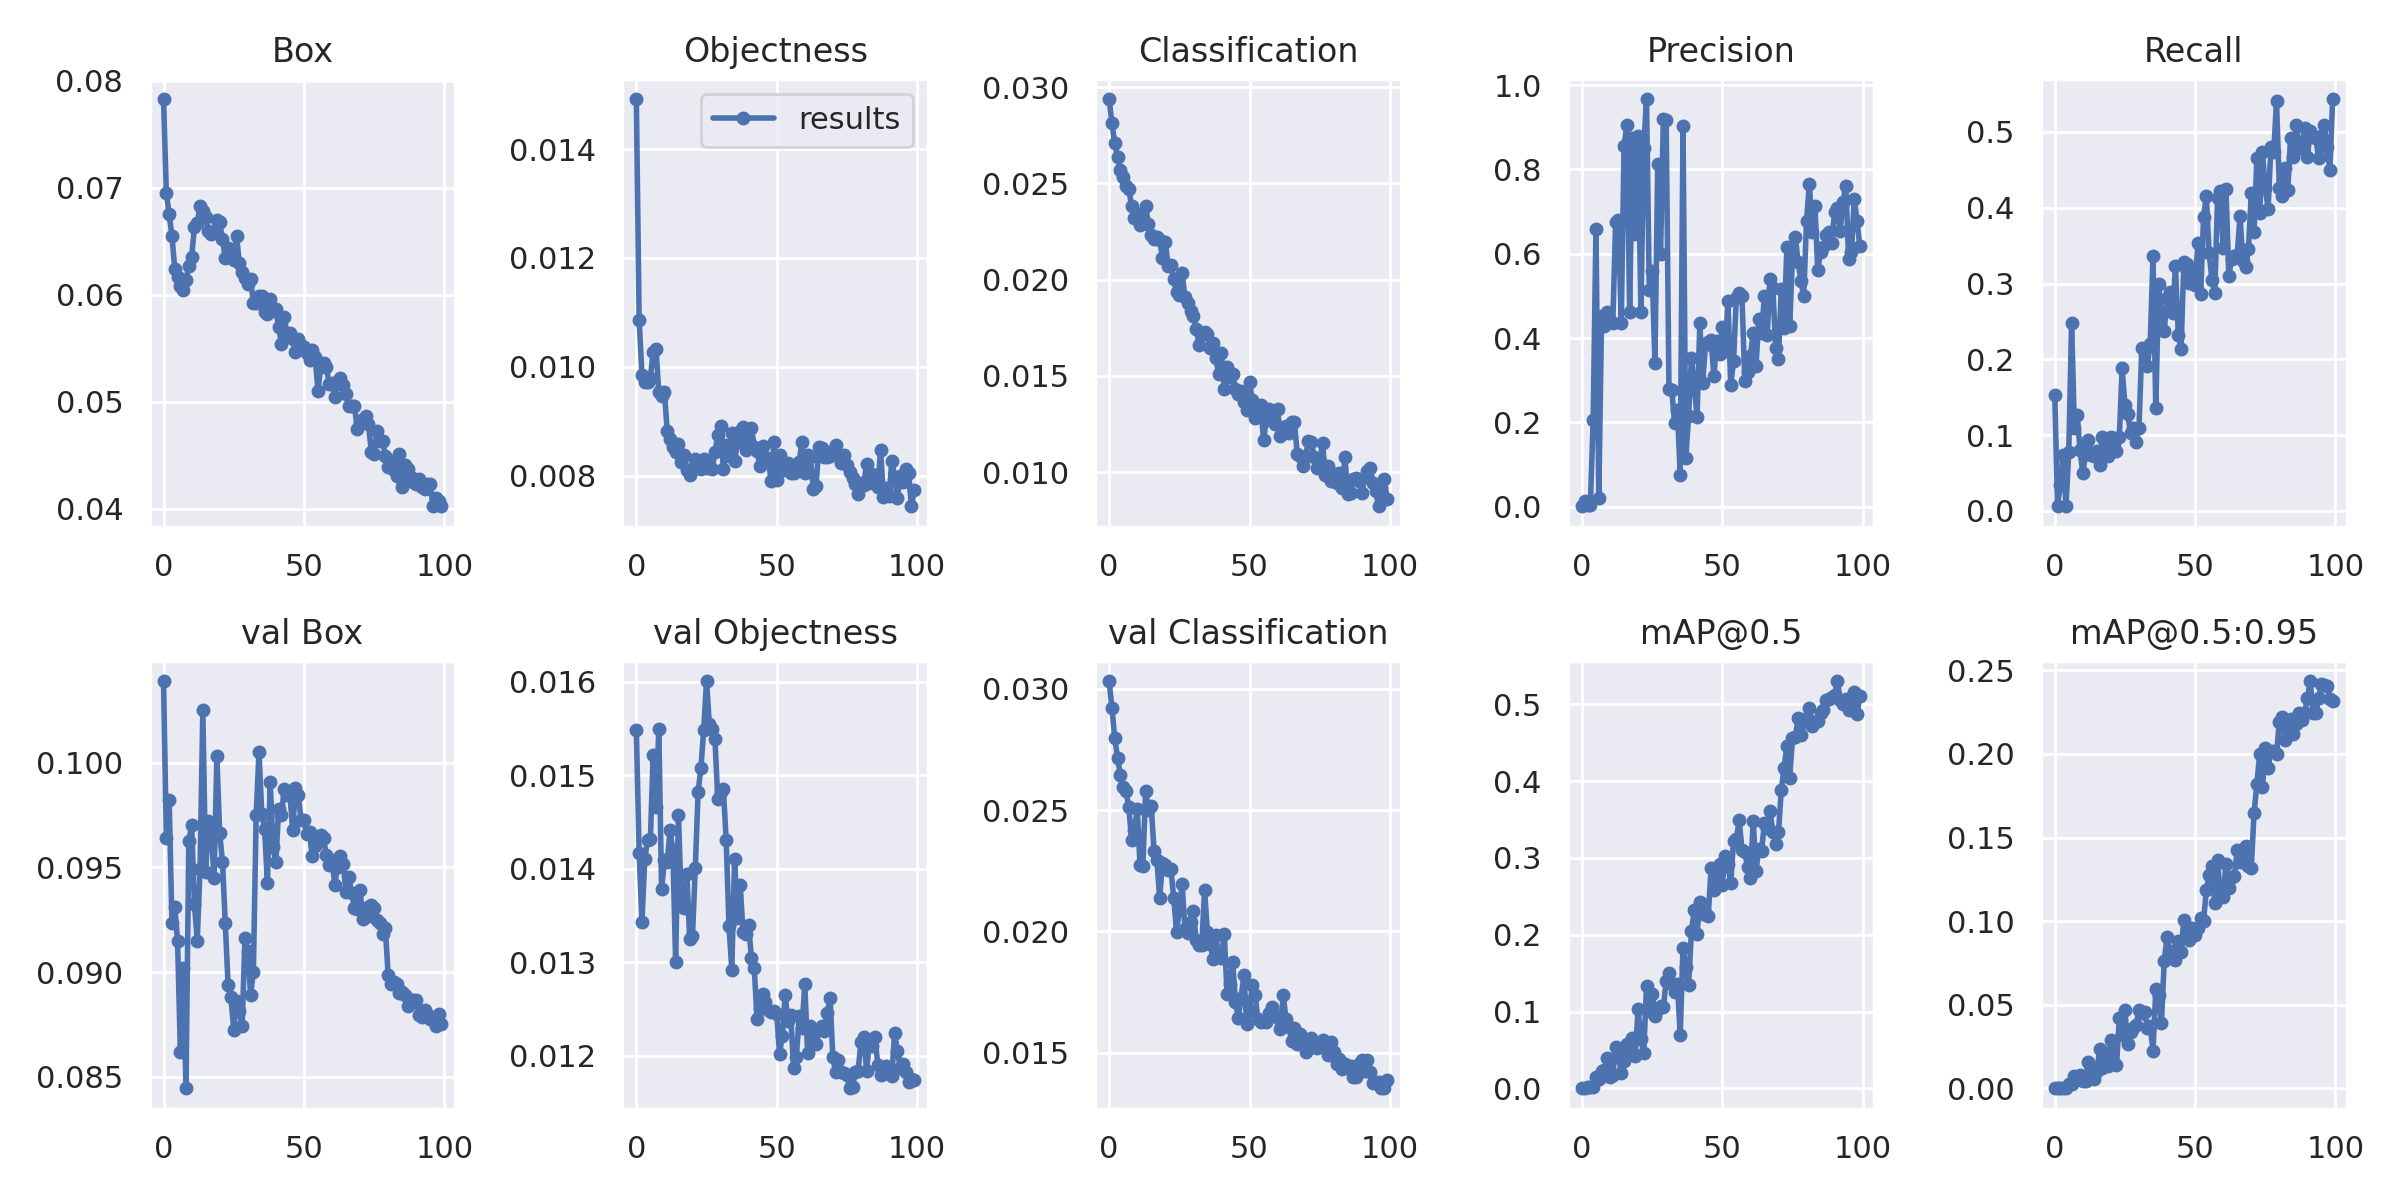 Box
0.08
0.07
0.06
0.05
0.04
0 50 100
Objectness
results
0.014
0.012
0.010
0.008
0 50 100
Classification
0.030
0.025
0.020
0.015
0.010
0 50 100
Precision
1.0
0.8
0.6
0.4
0.2
0.0
0 50 100
Recall
0.5
0.4
0.3
0.2
0.1
0.0
0 50 100
val Box
0.100
0.095
0.090
0.085
0 50 100
val Objectness
0.016
0.015
0.014
0.013
0.012
0 50 100
val Classification
0.030
0.025
0.020
0.015
0 50 100
mAP@0.5
0.5
0.4
0.3
0.2
0.1
0.0
0 50 100
mAP@0.5:0.95
0.25
0.20
0.15
0.10
0.05
0.00
0 50 100